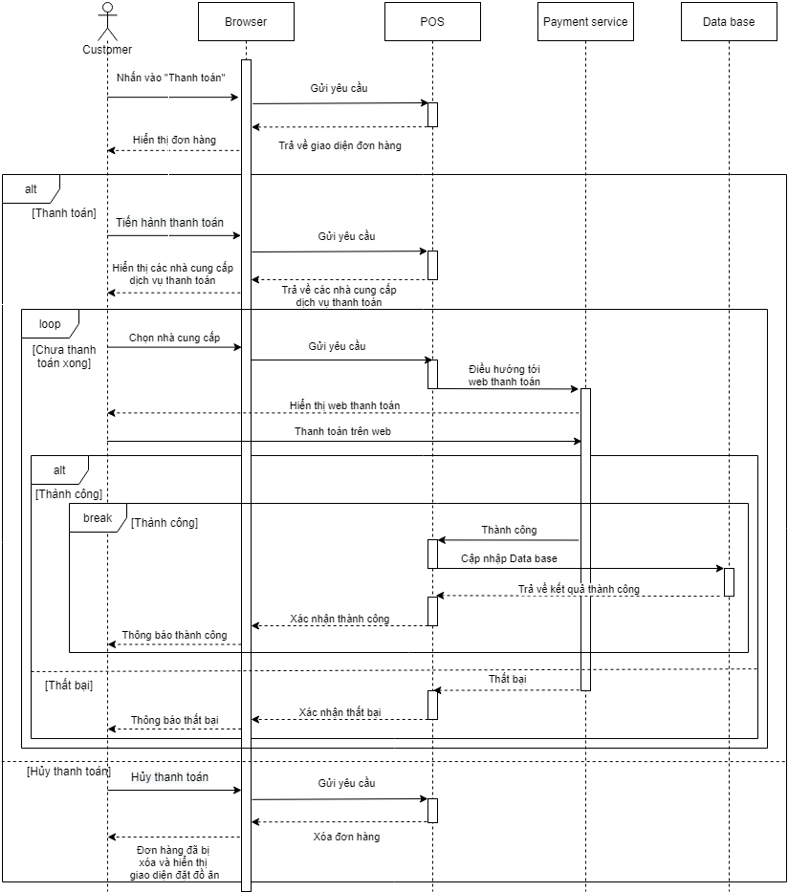 Customer
Browser
POS
Payment service
Data base
Nhấn vào "Thanh toán"
Gửi yêu cầu
Hiển thị đơn hàng
Trả về giao diện đơn hàng
alt
[Thanh toán]
Tiến hành thanh toán
Gửi yêu cầu
Hiển thị các nhà cung cấp
dịch vụ thanh toán
Trả về các nhà cung cấp
dịch vụ thanh toán
loop
[Chưa thanh
toán xong]
Chọn nhà cung cấp
Gửi yêu cầu
Điều hướng tới
web thanh toán
Hiển thị web thanh toán
Thanh toán trên web
alt
[Thành công]
break
[Thành công]
Thành công
Cập nhập Data base
Trả về kết quả thành công
Xác nhận thành công
Thông báo thành công
[Thất bại]
Thất bại
Xác nhận thất bại
Thông báo thất bại
[Hủy thanh toán]
Hủy thanh toán
Gửi yêu cầu
Xóa đơn hàng
Đơn hàng đã bị
xóa và hiển thị
giao diện đặt đồ ăn